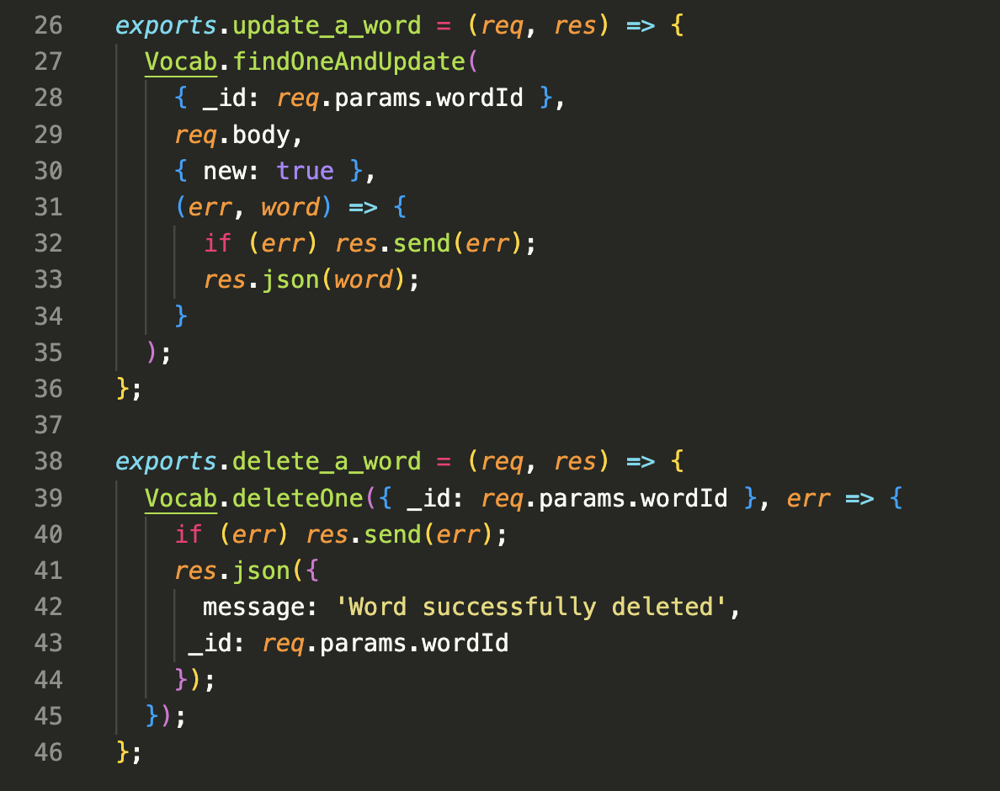 26 exports.update_a_word = (req, res) => {
27   Vocab.findOneAndUpdate(
28     { _id: req.params.wordId },
29     req.body,
30     { new: true },
31     (err, word) => {
32       if (err) res.send(err);
33       res.json(word);
34     }
35   );
36 };
37
38 exports.delete_a_word = (req, res) => {
39   Vocab.deleteOne({ _id: req.params.wordId }, err => {
40     if (err) res.send(err);
41     res.json({
42       message: 'Word successfully deleted',
43      _id: req.params.wordId
44     });
45   });
46 };